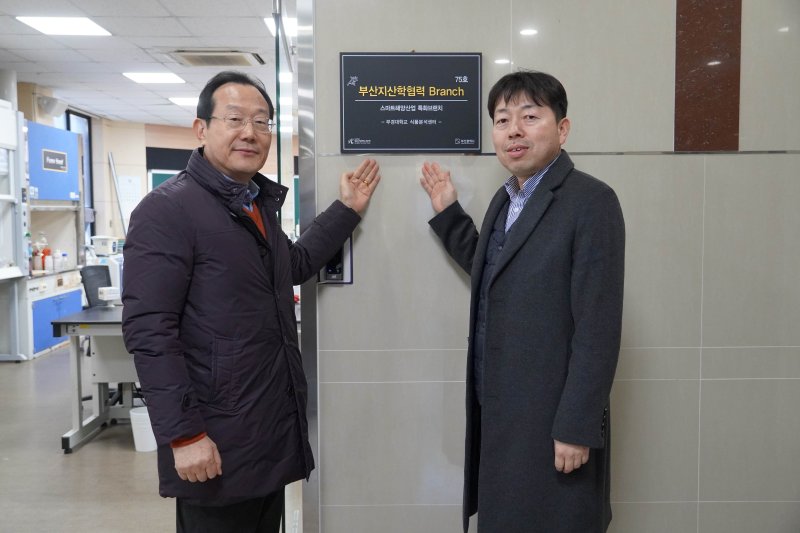 75호
부산지산학협력 Branch
스마트해양산업 특화브랜치
- 부경대학교 식품분석센터 -
Fume Hood